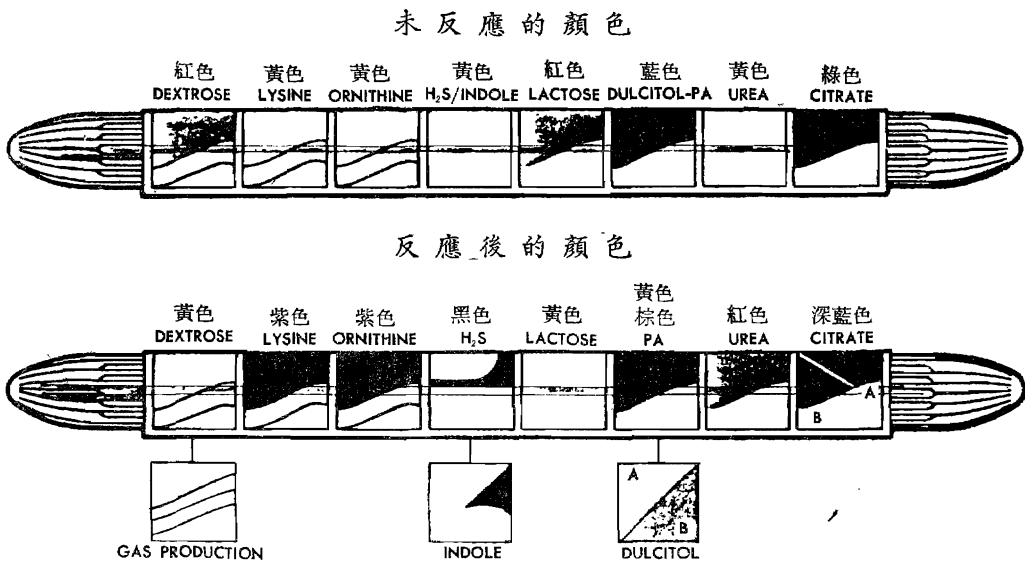 未反應的顏色
紅色 黃色 黃色 黃色 紅色 藍色 黃色 綠色
DEXTROSE LYSINE ORNITHINE H₂S/INDOLE LACTOSE DULCITOL-PA UREA CITRATE
反應後的顏色
黃色
黃色 紫色 紫色 黑色 黃色 棕色 紅色 深藍色
DEXTROSE LYSINE ORNITHINE H₂S LACTOSE PA UREA CITRATE
A
B
A
B
GAS PRODUCTION INDOLE DULCITOL